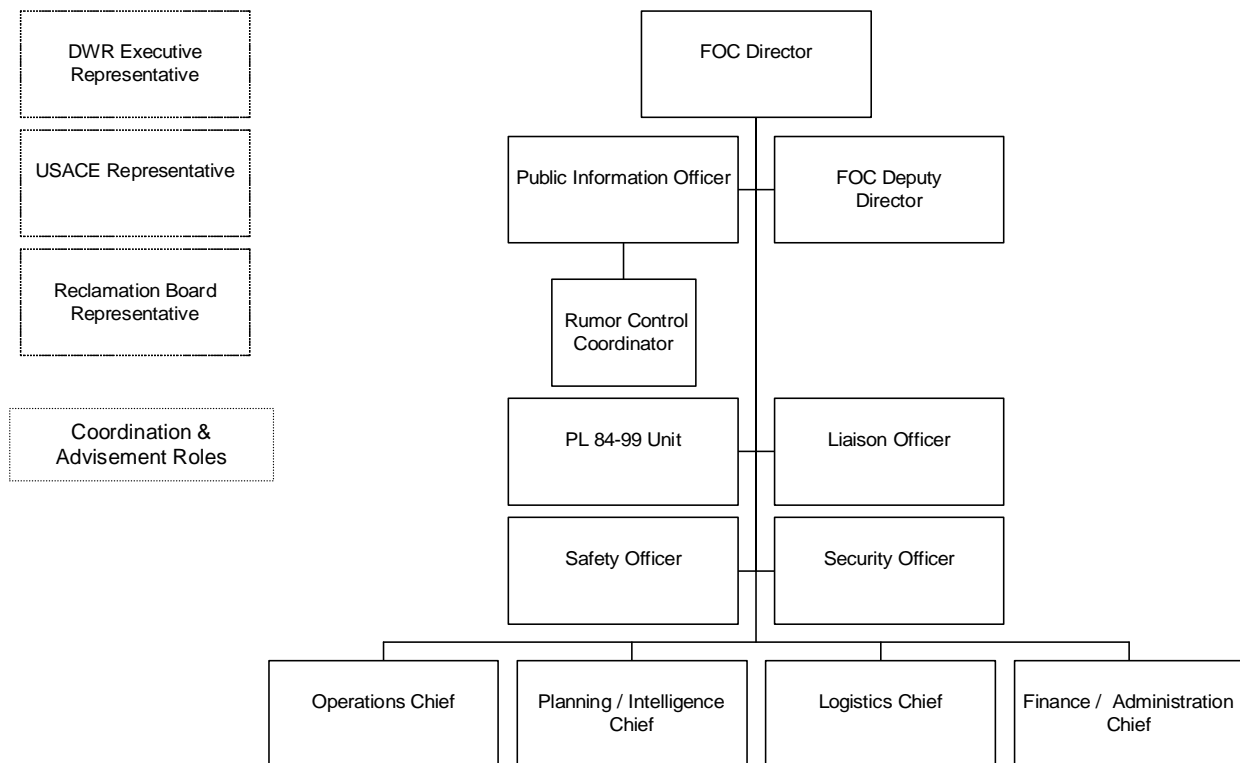 DWR Executive
Representative
USACE Representative
Reclamation Board
Representative
Coordination &
Advisement Roles
FOC Director
Public Information Officer
FOC Deputy
Director
Rumor Control
Coordinator
PL 84-99 Unit
Liaison Officer
Safety Officer
Security Officer
Operations Chief
Planning / Intelligence
Chief
Logistics Chief
Finance / Administration
Chief